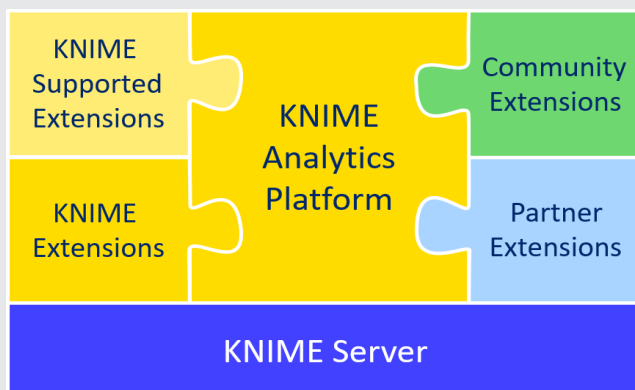 KNIME
Supported
Extensions
KNIME
Analytics
Platform
Community
Extensions
KNIME
Extensions
Partner
Extensions
KNIME Server